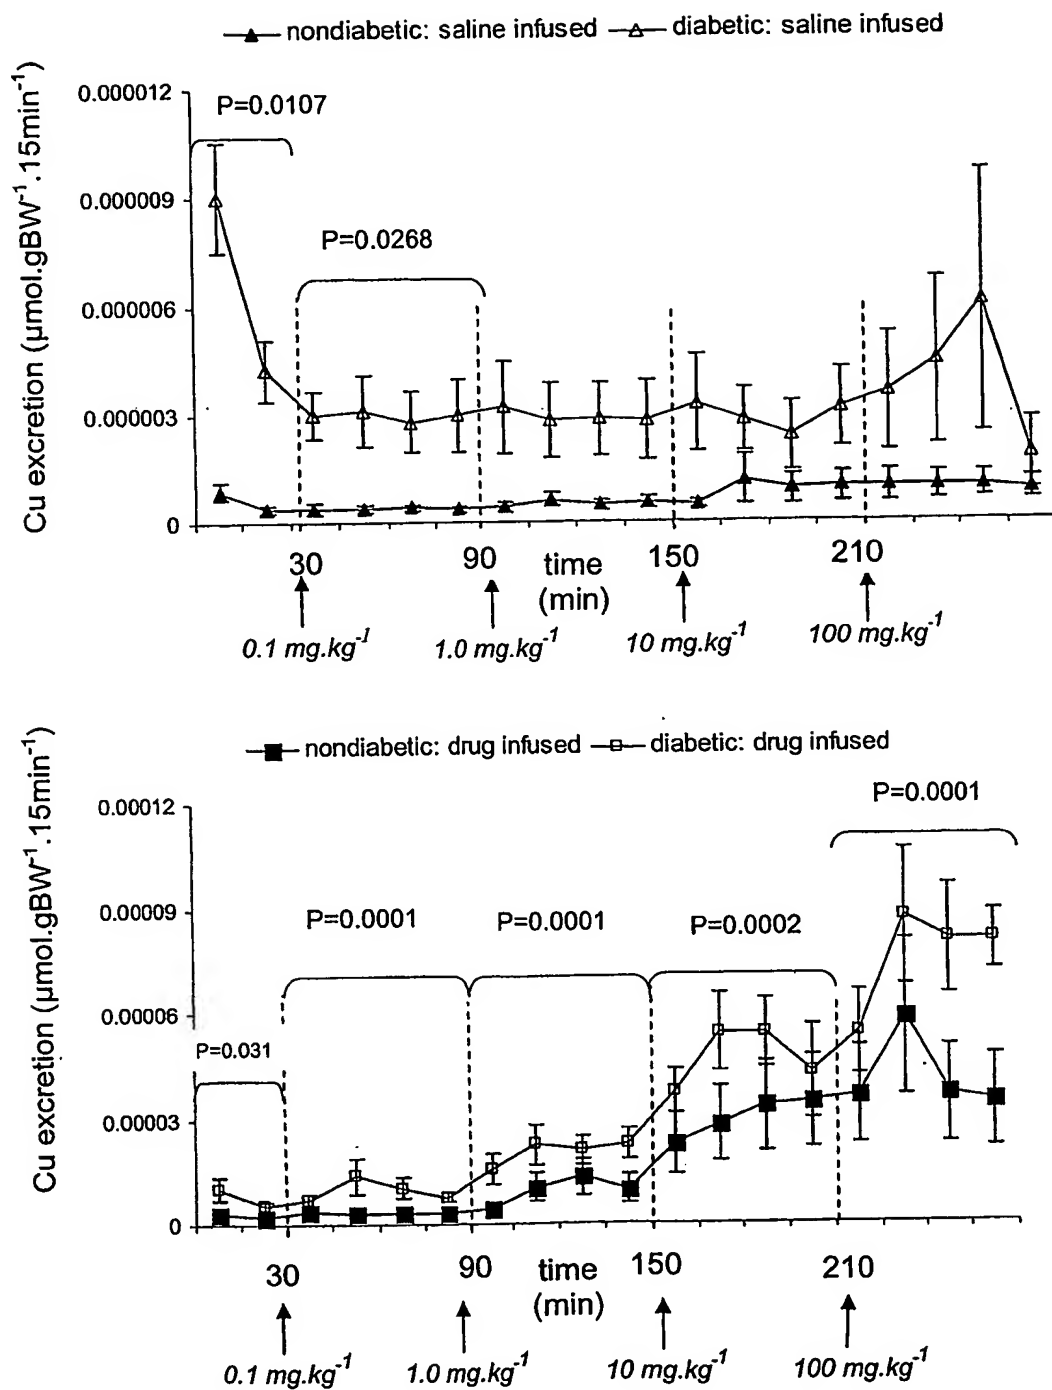 nondiabetic: saline infused diabetic: saline infused
Cu excretion (µmol.gBW⁻¹.15min⁻¹)
0.000012
P=0.0107
0.000009
P=0.0268
0.000006
0.000003
0
30 90 time (min) 150 210
0.1 mg.kg⁻¹ 1.0 mg.kg⁻¹ 10 mg.kg⁻¹ 100 mg.kg⁻¹
nondiabetic: drug infused diabetic: drug infused
Cu excretion (µmol.gBW⁻¹.15min⁻¹)
0.00012
P=0.0001
0.00009
P=0.0001 P=0.0001 P=0.0002
0.00006
P=0.031
0.00003
0
30 90 time (min) 150 210
0.1 mg.kg⁻¹ 1.0 mg.kg⁻¹ 10 mg.kg⁻¹ 100 mg.kg⁻¹